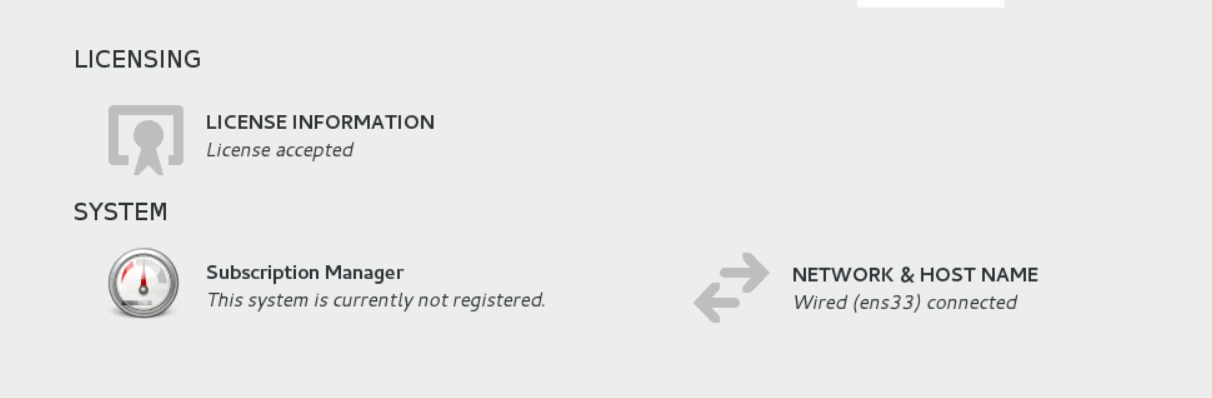 LICENSING
LICENSE INFORMATION
License accepted
SYSTEM
Subscription Manager
This system is currently not registered.
NETWORK & HOST NAME
Wired (ens33) connected